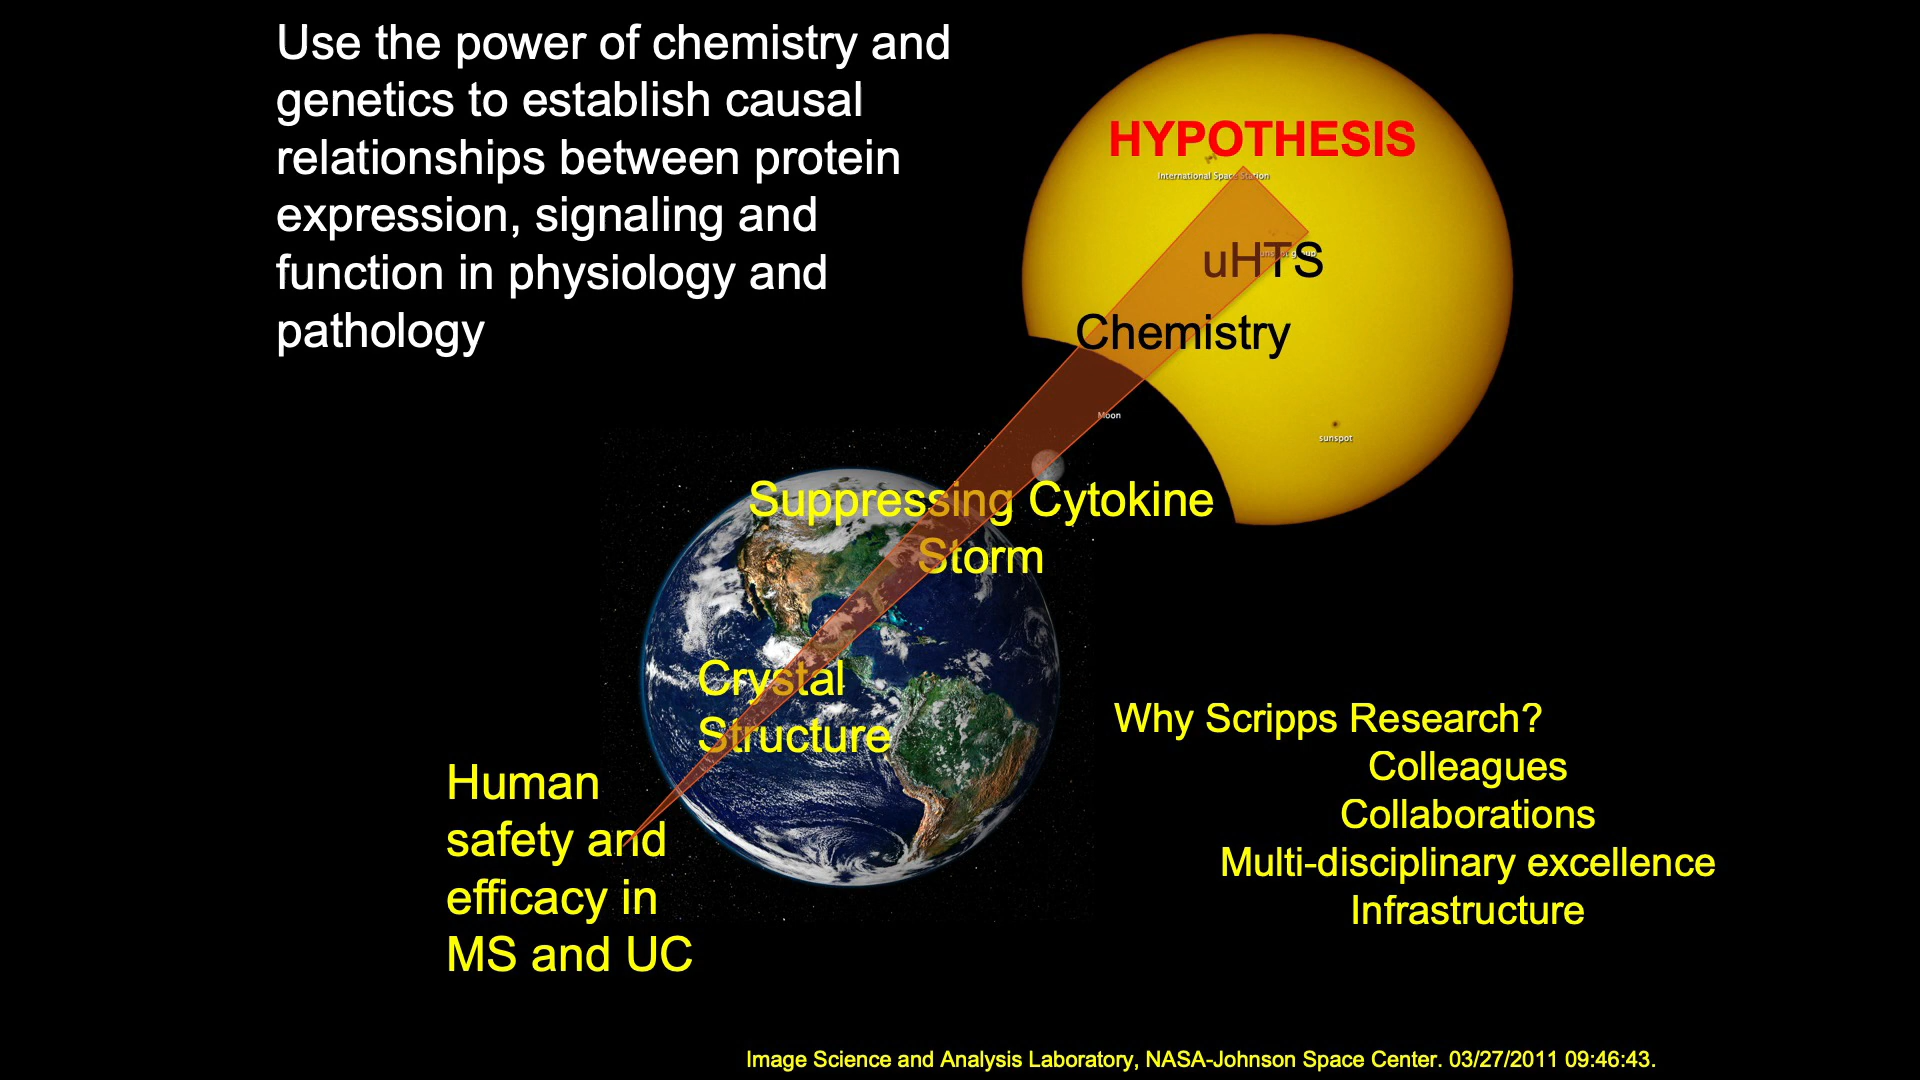 Use the power of chemistry and
genetics to establish causal
relationships between protein
expression, signaling and
function in physiology and
pathology
HYPOTHESIS
International Space Station
uHTS
sunspot group
Chemistry
Moon
sunspot
Suppressing Cytokine
Storm
Crystal
Structure
Human
safety and
efficacy in
MS and UC
Why Scripps Research?
Colleagues
Collaborations
Multi-disciplinary excellence
Infrastructure
Image Science and Analysis Laboratory, NASA-Johnson Space Center. 03/27/2011 09:46:43.